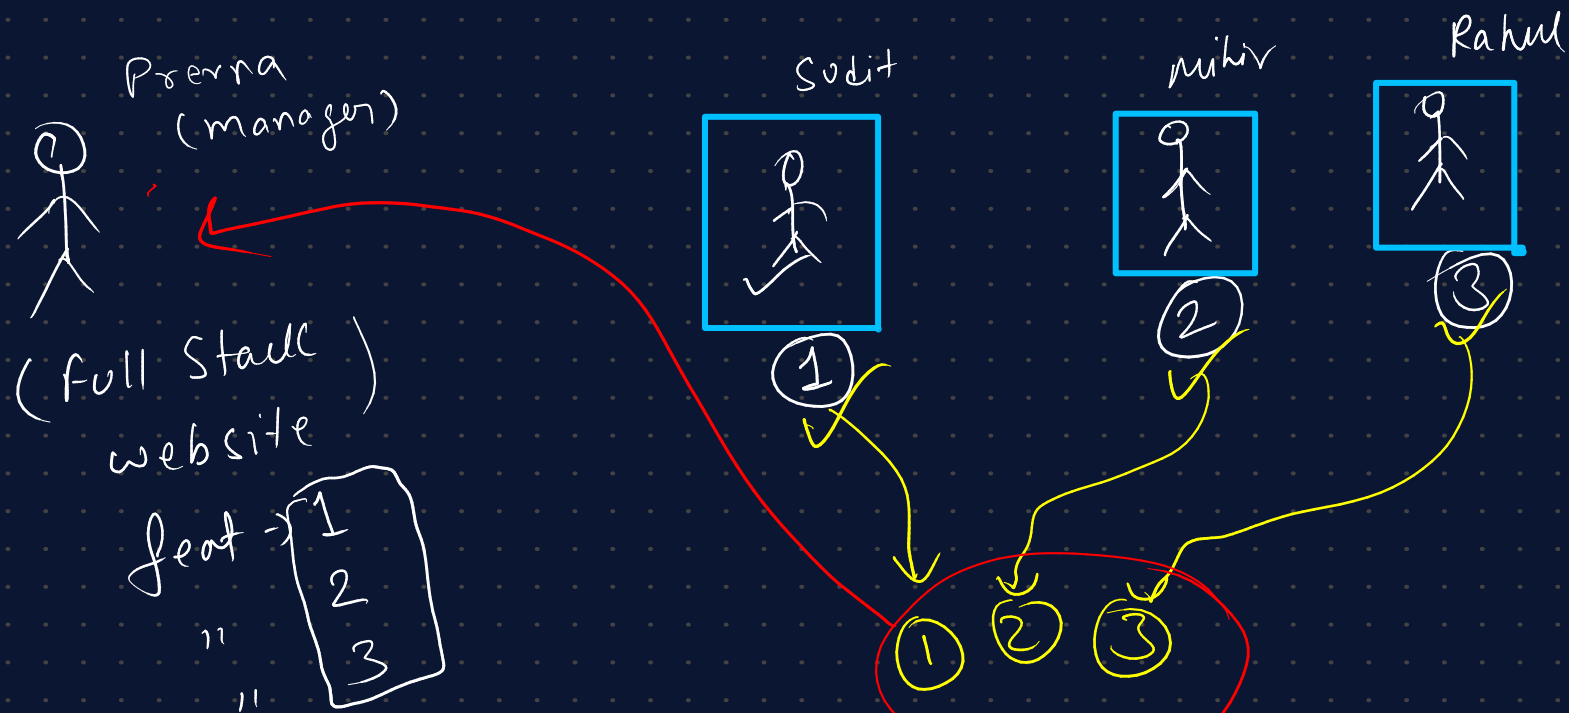 Prerna
(manager)
Sudit
Mihir
Rahul
1
2
3
(Full Stack
website)
feat → 1
" 2
" 3
1 2 3